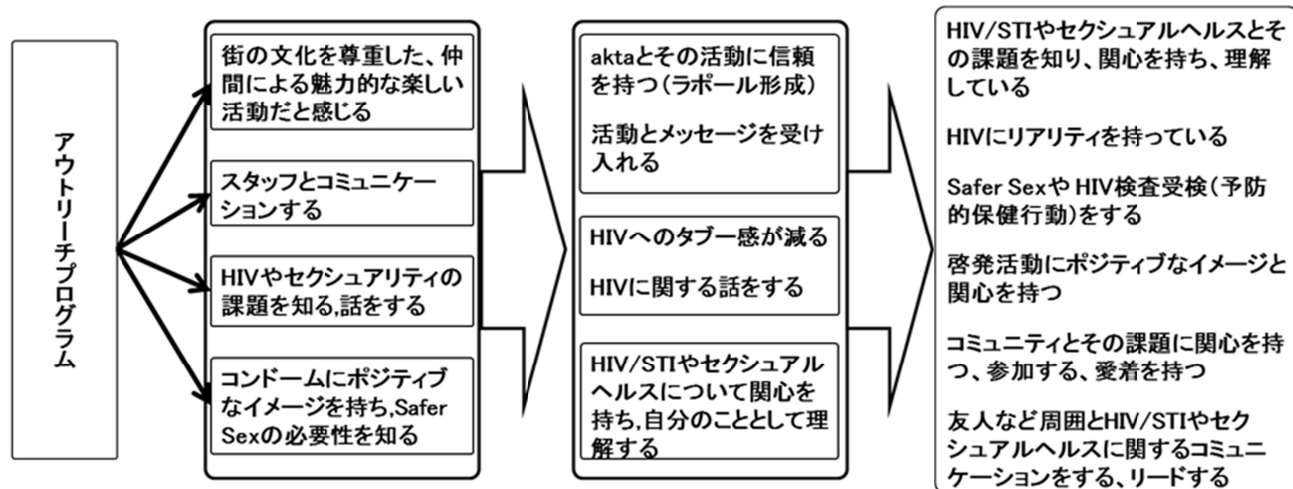 アウトリーチプログラム
街の文化を尊重した、仲
間による魅力的な楽しい
活動だと感じる
スタッフとコミュニケー
ションする
HIVやセクシュアリティの
課題を知る,話をする
コンドームにポジティブ
なイメージを持ち,Safer
Sexの必要性を知る
aktaとその活動に信頼
を持つ（ラポール形成）
活動とメッセージを受け
入れる
HIVへのタブー感が減る
HIVに関する話をする
HIV/STIやセクシュアル
ヘルスについて関心を
持ち,自分のこととして理
解する
HIV/STIやセクシュアルヘルスとそ
の課題を知り、関心を持ち、理解
している
HIVにリアリティを持っている
Safer Sexや HIV検査受検（予防
的保健行動）をする
啓発活動にポジティブなイメージと
関心を持つ
コミュニティとその課題に関心を持
つ、参加する、愛着を持つ
友人など周囲とHIV/STIやセク
シュアルヘルスに関するコミュニ
ケーションをする、リードする